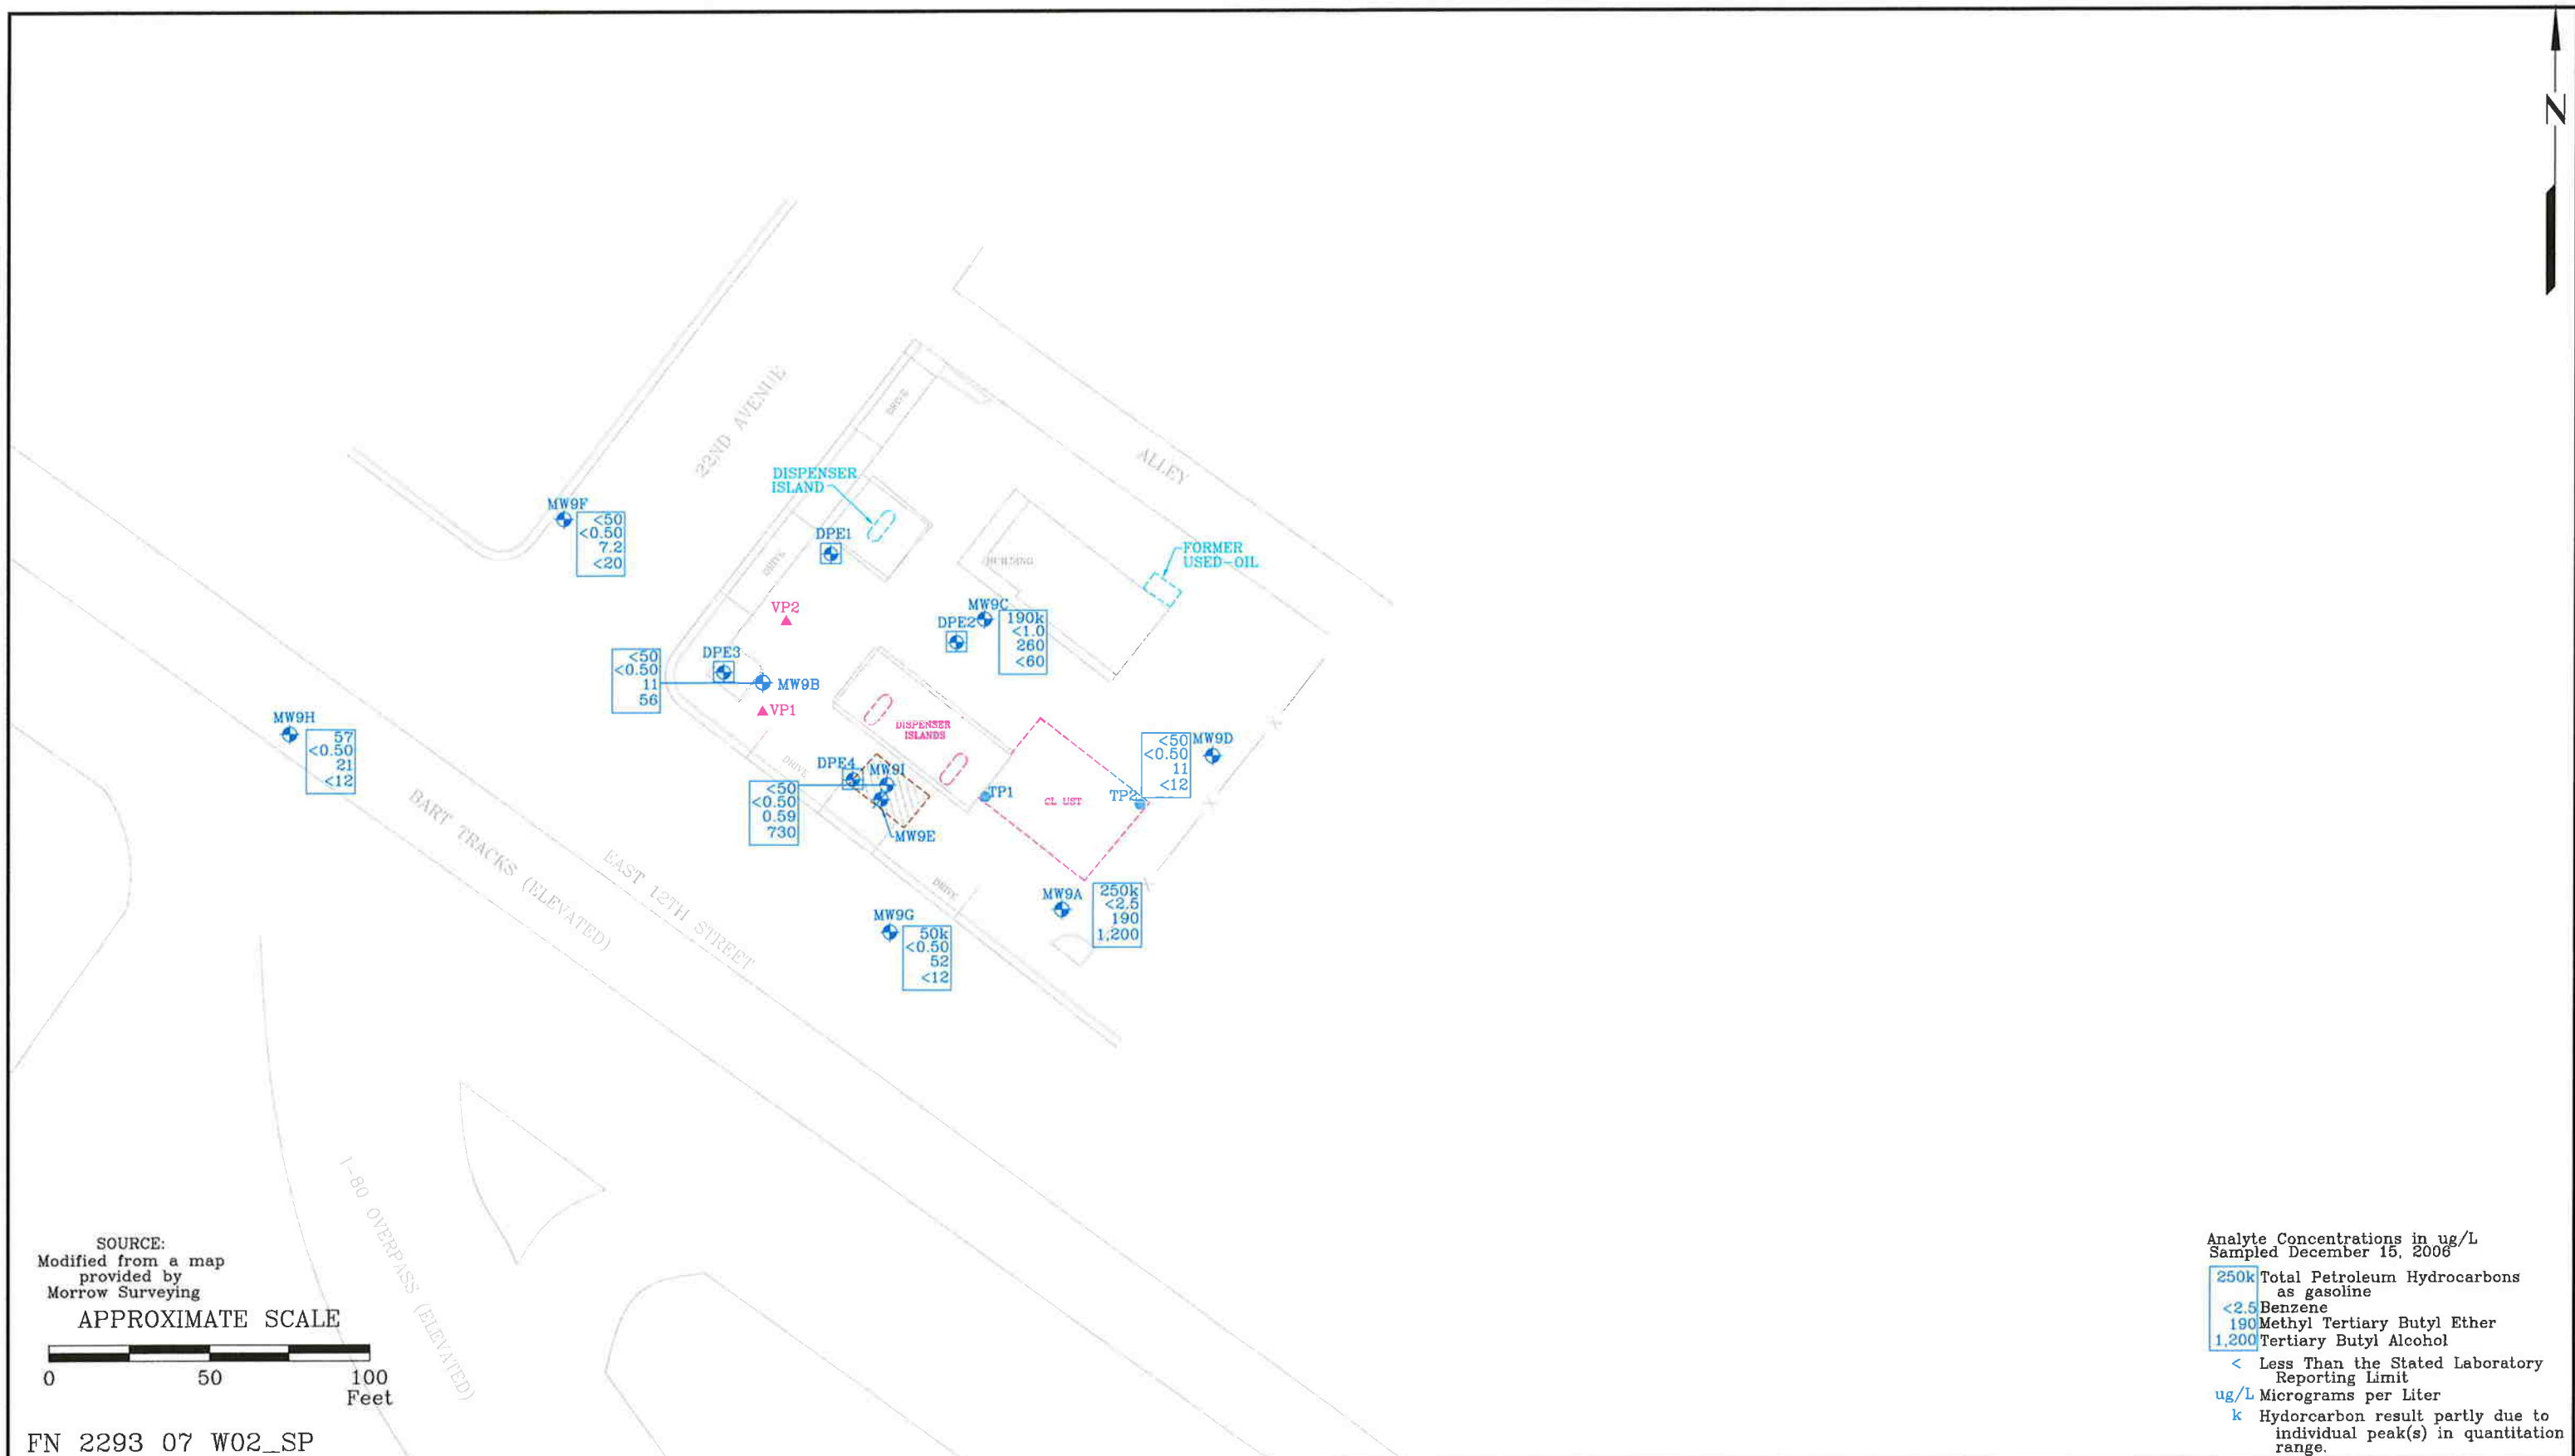 N
22ND AVENUE
DRIVE
ALLEY
DISPENSER
ISLAND
MW9F
<50
<0.50
7.2
<20
DPE1
DRIVE
BUILDING
FORMER
USED-OIL
VP2
MW9C
DPE2
190k
<1.0
260
<60
DPE3
<50
<0.50
11
56
MW9B
VP1
MW9H
57
<0.50
21
<12
DISPENSER
ISLANDS
<50
<0.50
11
<12
MW9D
DRIVE
DPE4
MW9I
<50
<0.50
0.59
730
MW9E
TP1
CL UST
TP2
BART TRACKS (ELEVATED)
EAST 12TH STREET
DRIVE
MW9A
250k
<2.5
190
1,200
MW9G
50k
<0.50
52
<12
I-80 OVERPASS (ELEVATED)
SOURCE:
Modified from a map
provided by
Morrow Surveying
APPROXIMATE SCALE
0 50 100
Feet
FN 2293 07 W02_SP
Analyte Concentrations in ug/L
Sampled December 15, 2006
250k Total Petroleum Hydrocarbons
as gasoline
<2.5 Benzene
190 Methyl Tertiary Butyl Ether
1,200 Tertiary Butyl Alcohol
< Less Than the Stated Laboratory
Reporting Limit
ug/L Micrograms per Liter
k Hydorcarbon result partly due to
individual peak(s) in quantitation
range.